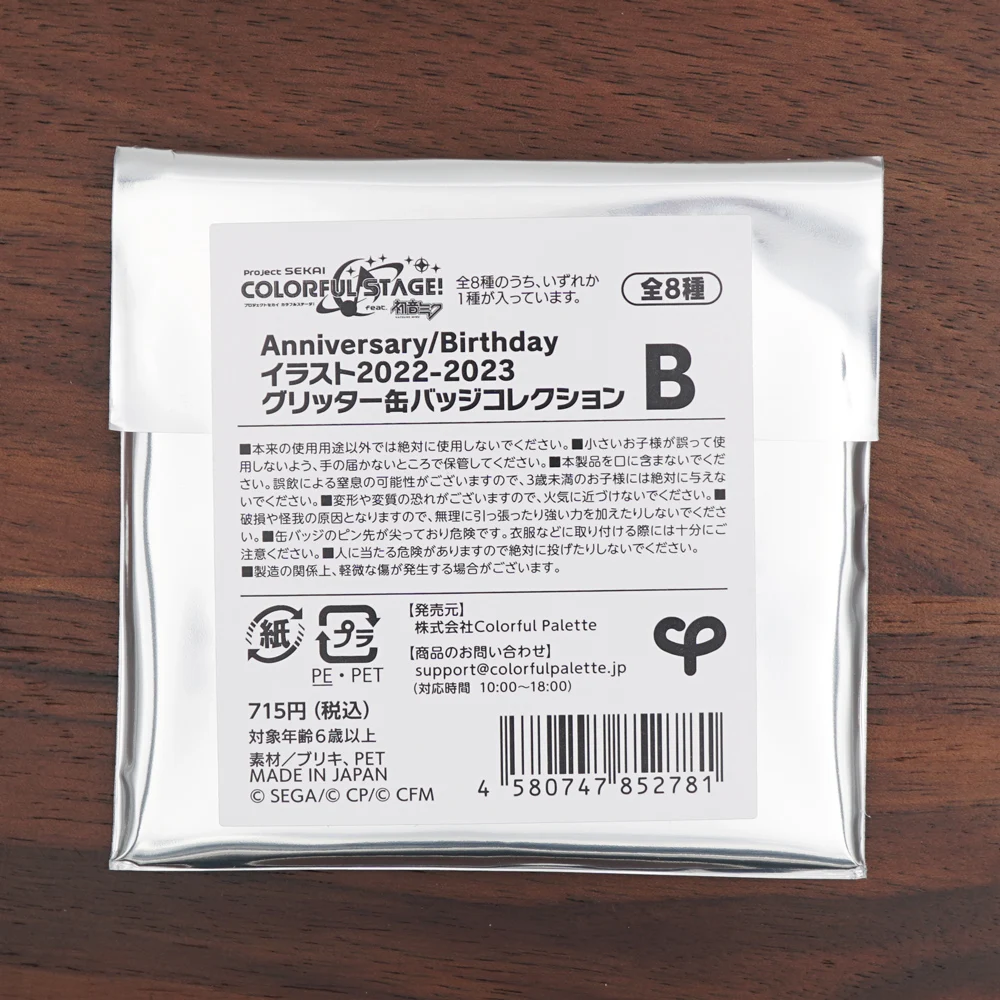 Project SEKAI
COLORFUL STAGE!
プロジェクトセカイ カラフルステージ!
feat. 初音ミク
HATSUNE MIKU
全8種のうち、いずれか
1種が入っています。
全8種
Anniversary/Birthday
イラスト2022-2023
グリッター缶バッジコレクション
B
■本来の使用用途以外では絶対に使用しないでください。■小さいお子様が誤って使
用しないよう、手の届かないところで保管してください。■本製品を口に含まないでくだ
さい。誤飲による窒息の可能性がございますので、3歳未満のお子様には絶対に与えな
いでください。■変形や変質の恐れがございますので、火気に近づけないでください。■
破損や怪我の原因となりますので、無理に引っ張ったり強い力を加えたりしないでくださ
い。■缶バッジのピン先が尖っており危険です。衣服などに取り付ける際には十分にご
注意ください。■人に当たる危険がありますので絶対に投げたりしないでください。
■製造の関係上、軽微な傷が発生する場合がございます。
紙
プラ
PE・PET
【発売元】
株式会社Colorful Palette
【商品のお問い合わせ】
support@colorfulpalette.jp
(対応時間 10:00〜18:00)
715円(税込)
対象年齢6歳以上
素材/ブリキ、PET
MADE IN JAPAN
© SEGA/© CP/© CFM
4 580747 852781